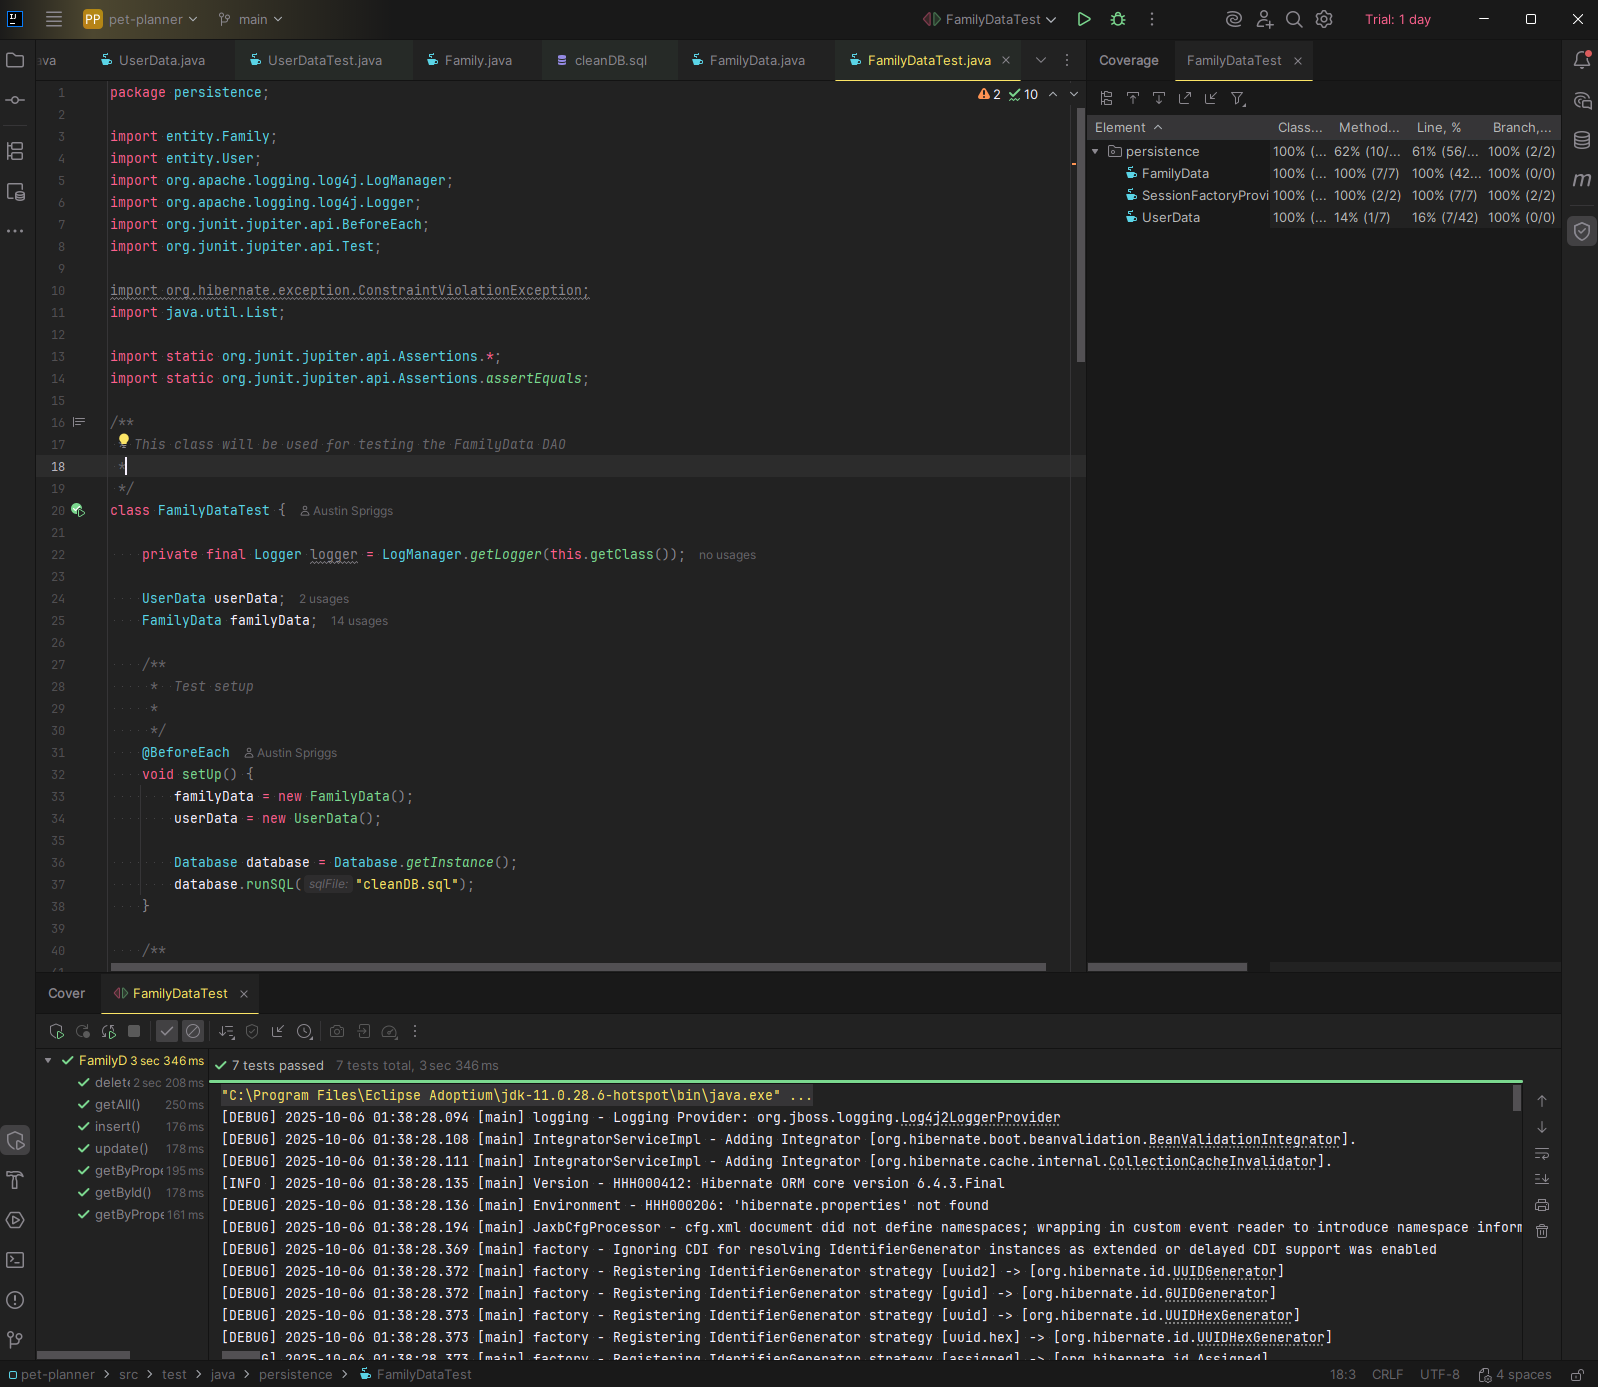 PP pet-planner main FamilyDataTest Trial: 1 day
ava UserData.java UserDataTest.java Family.java cleanDB.sql FamilyData.java FamilyDataTest.java
Coverage FamilyDataTest
2 10
1 package persistence;
2
3 import entity.Family;
4 import entity.User;
5 import org.apache.logging.log4j.LogManager;
6 import org.apache.logging.log4j.Logger;
7 import org.junit.jupiter.api.BeforeEach;
8 import org.junit.jupiter.api.Test;
9
10 import org.hibernate.exception.ConstraintViolationException;
11 import java.util.List;
12
13 import static org.junit.jupiter.api.Assertions.*;
14 import static org.junit.jupiter.api.Assertions.assertEquals;
15
16 /**
17 This class will be used for testing the FamilyData DAO
18 *
19 */
20 class FamilyDataTest { Austin Spriggs
21
22 private final Logger logger = LogManager.getLogger(this.getClass()); no usages
23
24 UserData userData; 2 usages
25 FamilyData familyData; 14 usages
26
27 /**
28 * Test setup
29 *
30 */
31 @BeforeEach Austin Spriggs
32 void setUp() {
33 familyData = new FamilyData();
34 userData = new UserData();
35
36 Database database = Database.getInstance();
37 database.runSQL( sqlFile: "cleanDB.sql");
38 }
39
40 /**
Element Class... Method... Line, % Branch,...
persistence 100% (... 62% (10/... 61% (56/... 100% (2/2)
FamilyData 100% (... 100% (7/7) 100% (42... 100% (0/0)
SessionFactoryProvi 100% (... 100% (2/2) 100% (7/7) 100% (2/2)
UserData 100% (... 14% (1/7) 16% (7/42) 100% (0/0)
Cover FamilyDataTest
FamilyD 3 sec 346 ms
delete 2 sec 208 ms
getAll() 250 ms
insert() 176 ms
update() 178 ms
getByPrope 195 ms
getById() 178 ms
getByPrope 161 ms
7 tests passed 7 tests total, 3 sec 346 ms
"C:\Program Files\Eclipse Adoptium\jdk-11.0.28.6-hotspot\bin\java.exe" ...
[DEBUG] 2025-10-06 01:38:28.094 [main] logging - Logging Provider: org.jboss.logging.Log4j2LoggerProvider
[DEBUG] 2025-10-06 01:38:28.108 [main] IntegratorServiceImpl - Adding Integrator [org.hibernate.boot.beanvalidation.BeanValidationIntegrator].
[DEBUG] 2025-10-06 01:38:28.111 [main] IntegratorServiceImpl - Adding Integrator [org.hibernate.cache.internal.CollectionCacheInvalidator].
[INFO ] 2025-10-06 01:38:28.135 [main] Version - HHH000412: Hibernate ORM core version 6.4.3.Final
[DEBUG] 2025-10-06 01:38:28.136 [main] Environment - HHH000206: 'hibernate.properties' not found
[DEBUG] 2025-10-06 01:38:28.194 [main] JaxbCfgProcessor - cfg.xml document did not define namespaces; wrapping in custom event reader to introduce namespace inform
[DEBUG] 2025-10-06 01:38:28.369 [main] factory - Ignoring CDI for resolving IdentifierGenerator instances as extended or delayed CDI support was enabled
[DEBUG] 2025-10-06 01:38:28.372 [main] factory - Registering IdentifierGenerator strategy [uuid2] -> [org.hibernate.id.UUIDGenerator]
[DEBUG] 2025-10-06 01:38:28.372 [main] factory - Registering IdentifierGenerator strategy [guid] -> [org.hibernate.id.GUIDGenerator]
[DEBUG] 2025-10-06 01:38:28.373 [main] factory - Registering IdentifierGenerator strategy [uuid] -> [org.hibernate.id.UUIDHexGenerator]
[DEBUG] 2025-10-06 01:38:28.373 [main] factory - Registering IdentifierGenerator strategy [uuid.hex] -> [org.hibernate.id.UUIDHexGenerator]
G] 2025-10-06 01:38:28.373 [main] factory - Registering IdentifierGenerator strategy [assigned] -> [org.hibernate.id.Assigned]
pet-planner src test java persistence FamilyDataTest 18:3 CRLF UTF-8 4 spaces